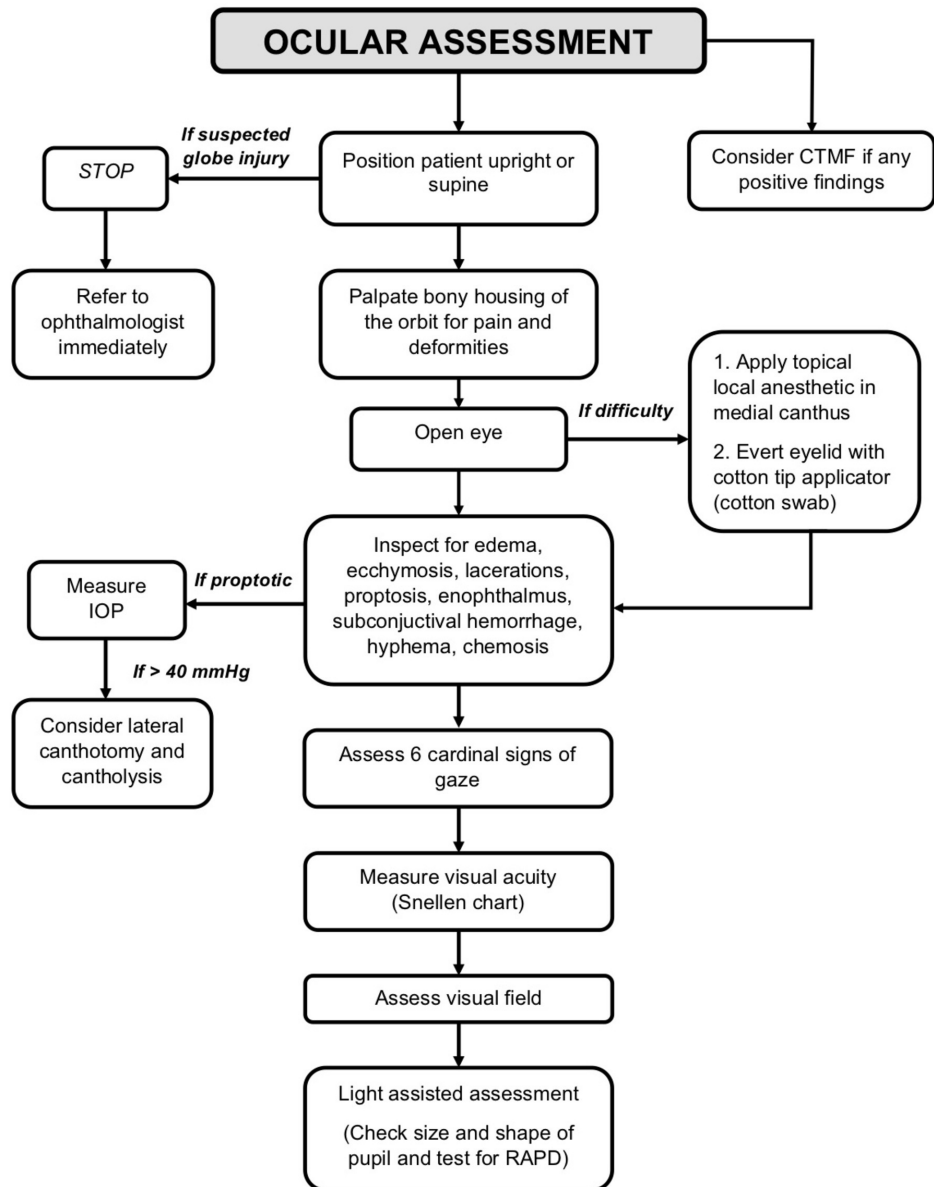 OCULAR ASSESSMENT
If suspected
globe injury
STOP
Position patient upright or
supine
Consider CTMF if any
positive findings
Refer to
ophthalmologist
immediately
Palpate bony housing of
the orbit for pain and
deformities
Open eye
If difficulty
1. Apply topical
local anesthetic in
medial canthus
2. Evert eyelid with
cotton tip applicator
(cotton swab)
Inspect for edema,
ecchymosis, lacerations,
proptosis, enophthalmus,
subconjuctival hemorrhage,
hyphema, chemosis
If proptotic
Measure
IOP
If > 40 mmHg
Consider lateral
canthotomy and
cantholysis
Assess 6 cardinal signs of
gaze
Measure visual acuity
(Snellen chart)
Assess visual field
Light assisted assessment
(Check size and shape of
pupil and test for RAPD)